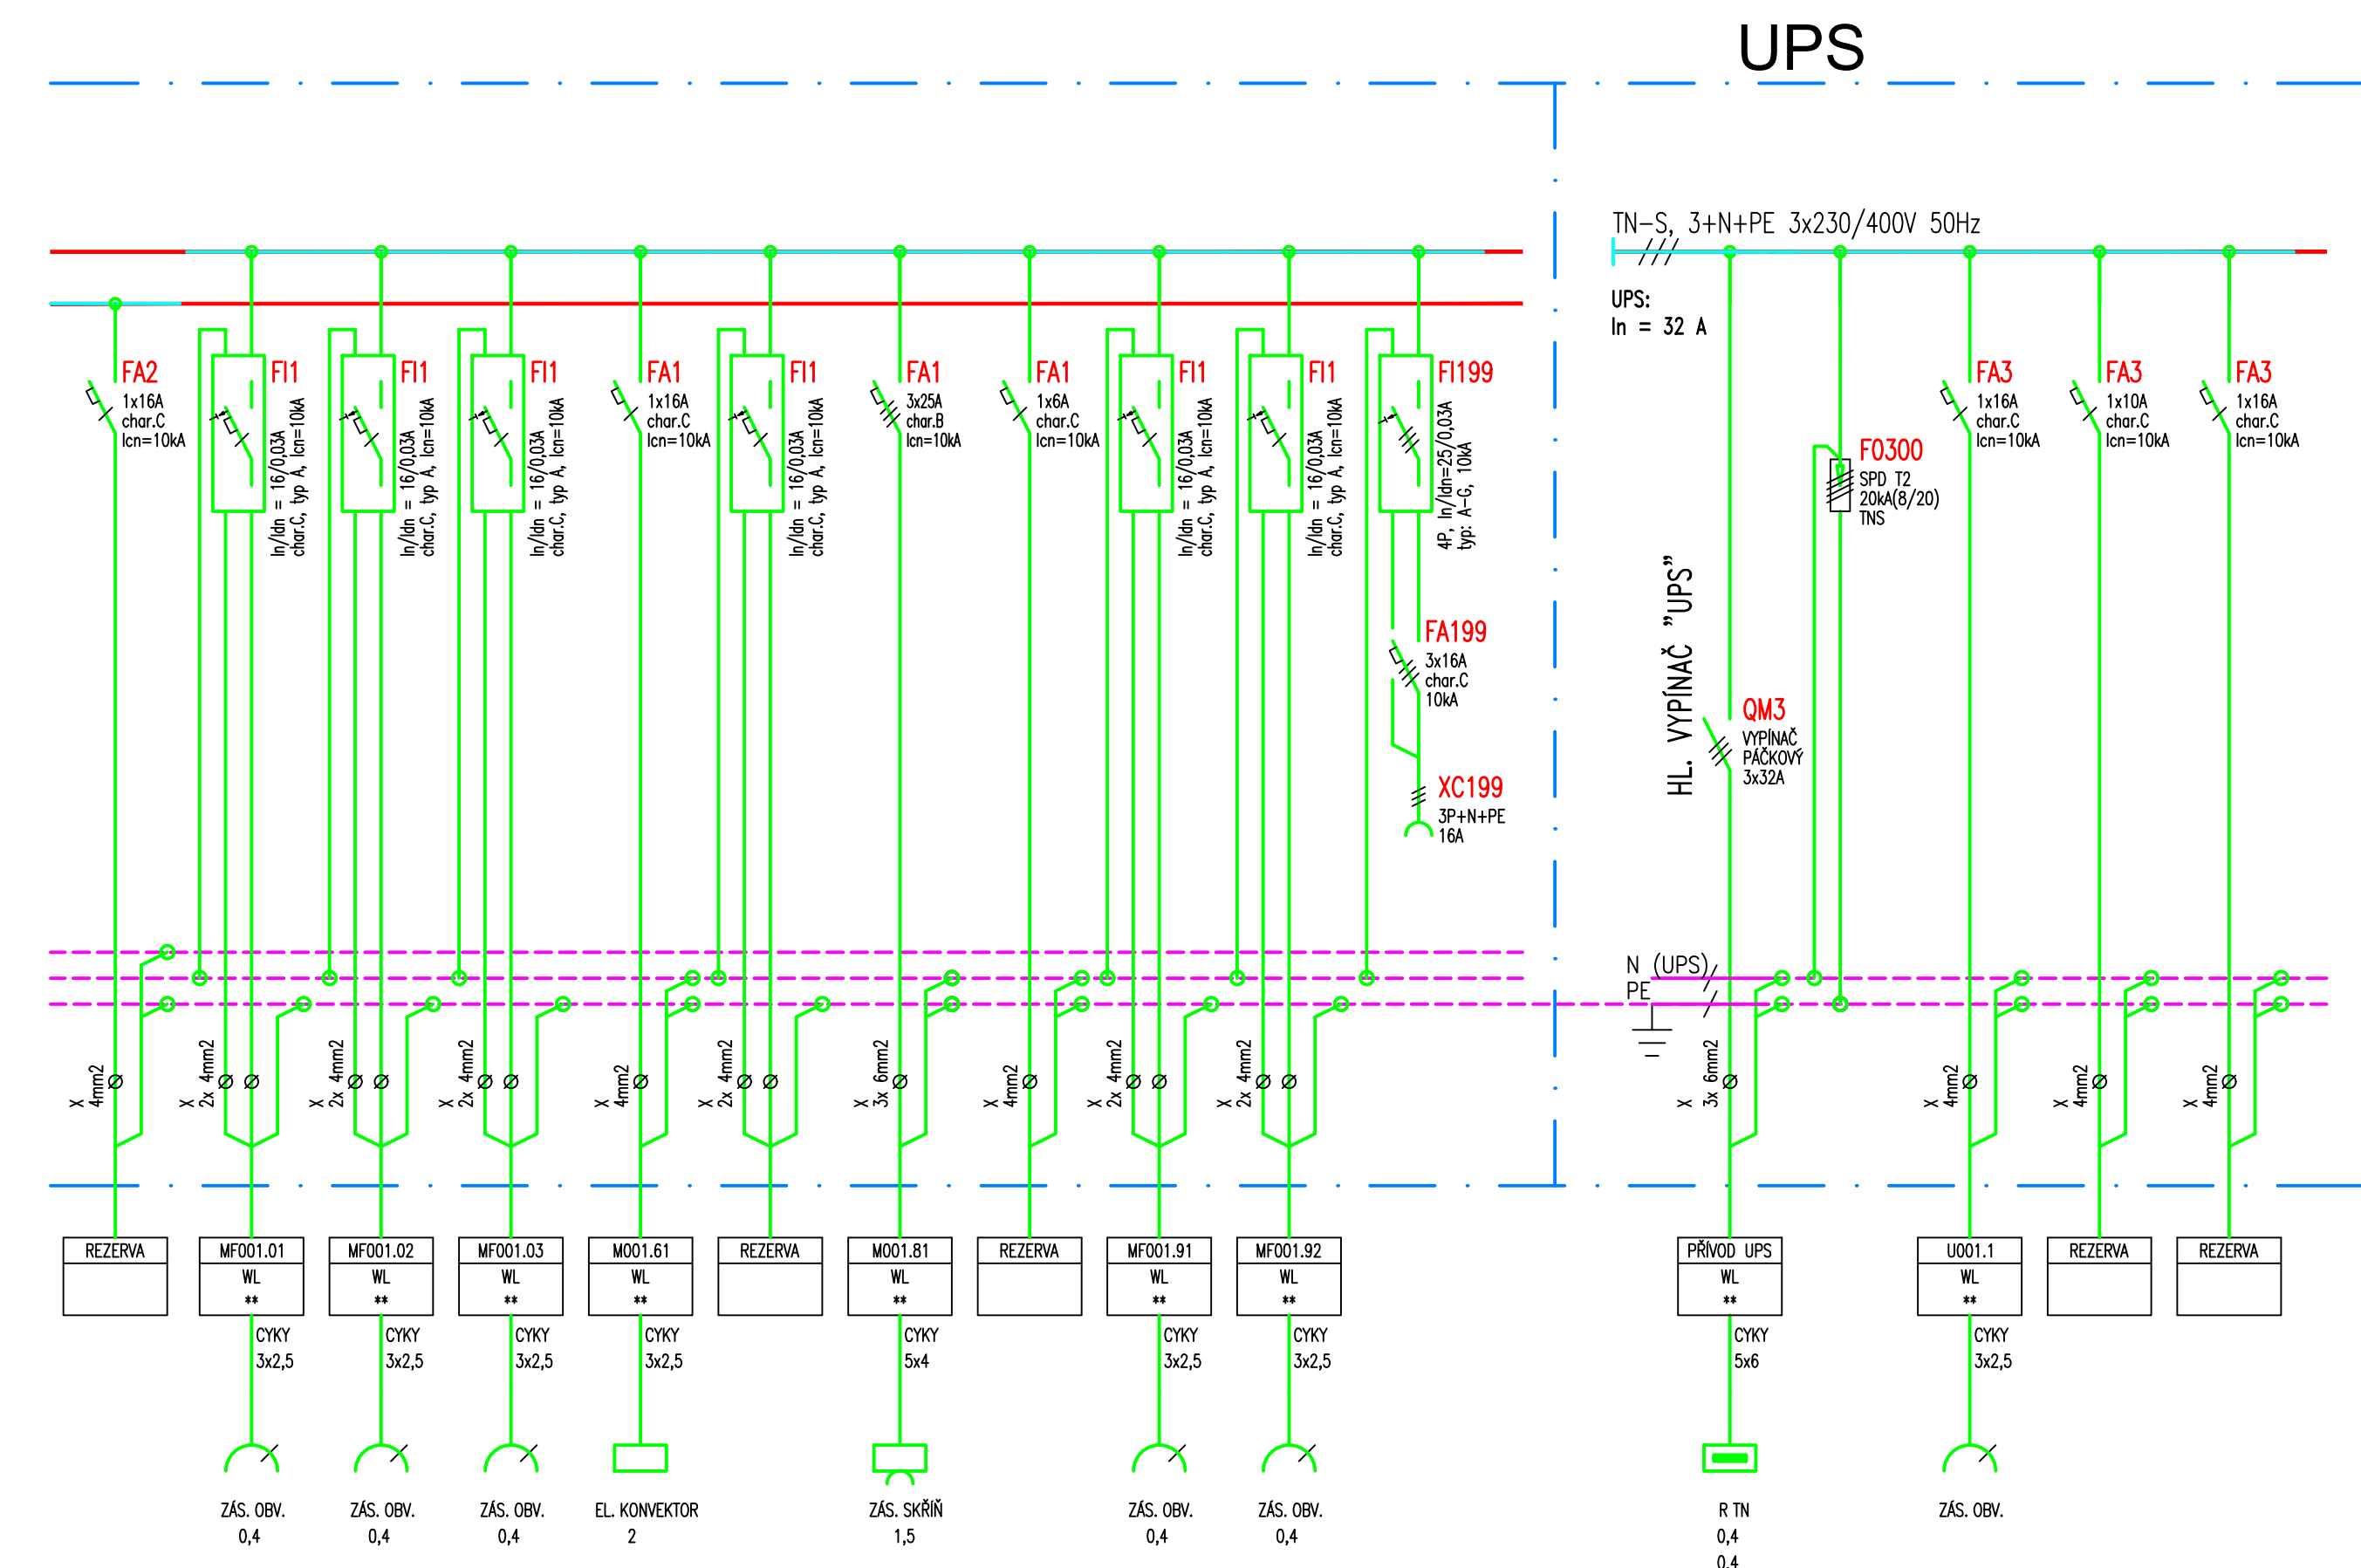 UPS
TN-S, 3+N+PE 3x230/400V 50Hz
UPS:
In = 32 A
FA2
1x16A
char.C
Icn=10kA
FI1
In/Idn = 16/0,03A
char.C, typ A, Icn=10kA
FI1
In/Idn = 16/0,03A
char.C, typ A, Icn=10kA
FI1
In/Idn = 16/0,03A
char.C, typ A, Icn=10kA
FA1
1x16A
char.C
Icn=10kA
FI1
In/Idn = 16/0,03A
char.C, typ A, Icn=10kA
FA1
3x25A
char.B
Icn=10kA
FA1
1x6A
char.C
Icn=10kA
FI1
In/Idn = 16/0,03A
char.C, typ A, Icn=10kA
FI1
In/Idn = 16/0,03A
char.C, typ A, Icn=10kA
FI199
4P, In/Idn=25/0,03A
typ: A-G, 10kA
FA199
3x16A
char.C
10kA
XC199
3P+N+PE
16A
HL. VYPÍNAČ "UPS"
QM3
VYPÍNAČ
PÁČKOVÝ
3x32A
F0300
SPD T2
20kA(8/20)
TNS
FA3
1x16A
char.C
Icn=10kA
FA3
1x10A
char.C
Icn=10kA
FA3
1x16A
char.C
Icn=10kA
N (UPS)
PE
X
4mm2
X
2x 4mm2
X
2x 4mm2
X
2x 4mm2
X
4mm2
X
2x 4mm2
X
3x 6mm2
X
4mm2
X
2x 4mm2
X
2x 4mm2
X
3x 6mm2
X
4mm2
X
4mm2
X
4mm2
REZERVA
MF001.01
WL
**
CYKY
3x2,5
ZÁS. OBV.
0,4
MF001.02
WL
**
CYKY
3x2,5
ZÁS. OBV.
0,4
MF001.03
WL
**
CYKY
3x2,5
ZÁS. OBV.
0,4
M001.61
WL
**
CYKY
3x2,5
EL. KONVEKTOR
2
REZERVA
M001.81
WL
**
CYKY
5x4
ZÁS. SKŘÍŇ
1,5
REZERVA
MF001.91
WL
**
CYKY
3x2,5
ZÁS. OBV.
0,4
MF001.92
WL
**
CYKY
3x2,5
ZÁS. OBV.
0,4
PŘÍVOD UPS
WL
**
CYKY
5x6
R TN
0,4
0,4
U001.1
WL
**
CYKY
3x2,5
ZÁS. OBV.
REZERVA
REZERVA